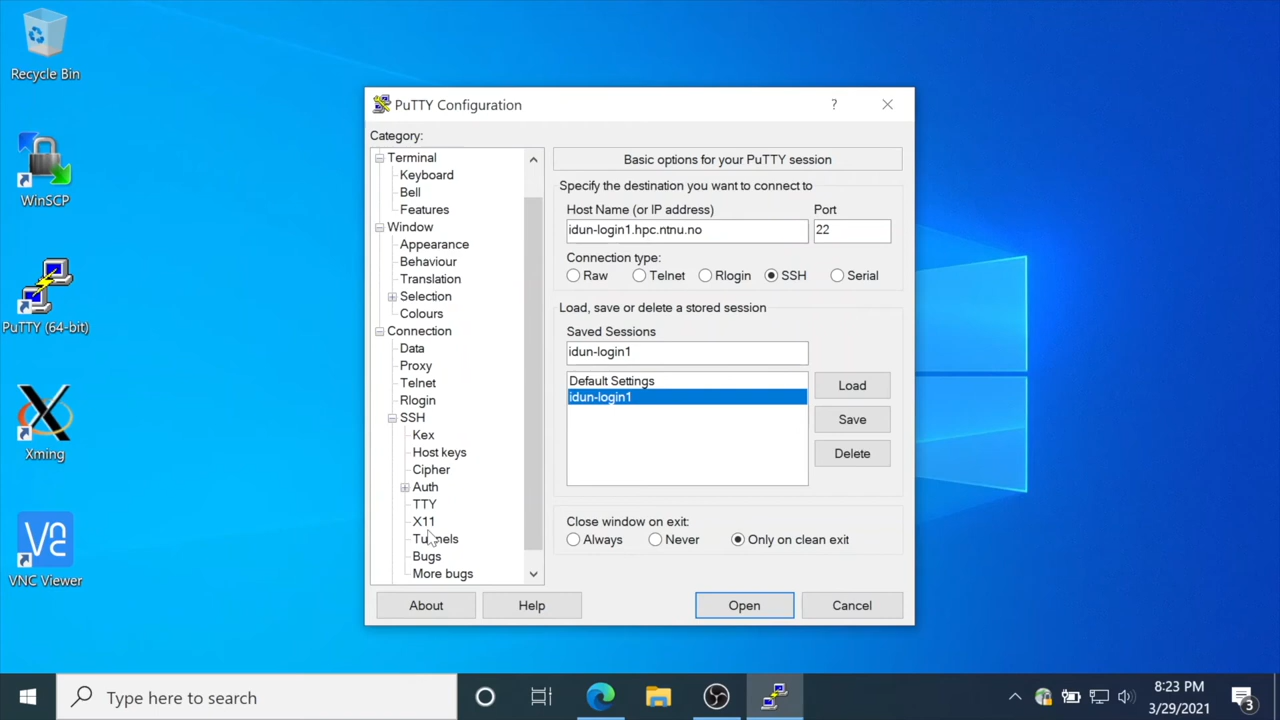 Recycle Bin
WinSCP
PuTTY (64-bit)
Xming
VNC Viewer
PuTTY Configuration
?
Category:
Terminal
Keyboard
Bell
Features
Window
Appearance
Behaviour
Translation
Selection
Colours
Connection
Data
Proxy
Telnet
Rlogin
SSH
Kex
Host keys
Cipher
Auth
TTY
X11
Tunnels
Bugs
More bugs
Basic options for your PuTTY session
Specify the destination you want to connect to
Host Name (or IP address) Port
idun-login1.hpc.ntnu.no 22
Connection type:
Raw Telnet Rlogin SSH Serial
Load, save or delete a stored session
Saved Sessions
idun-login1
Default Settings
idun-login1
Load
Save
Delete
Close window on exit:
Always Never Only on clean exit
About Help Open Cancel
Type here to search
8:23 PM
3/29/2021
3